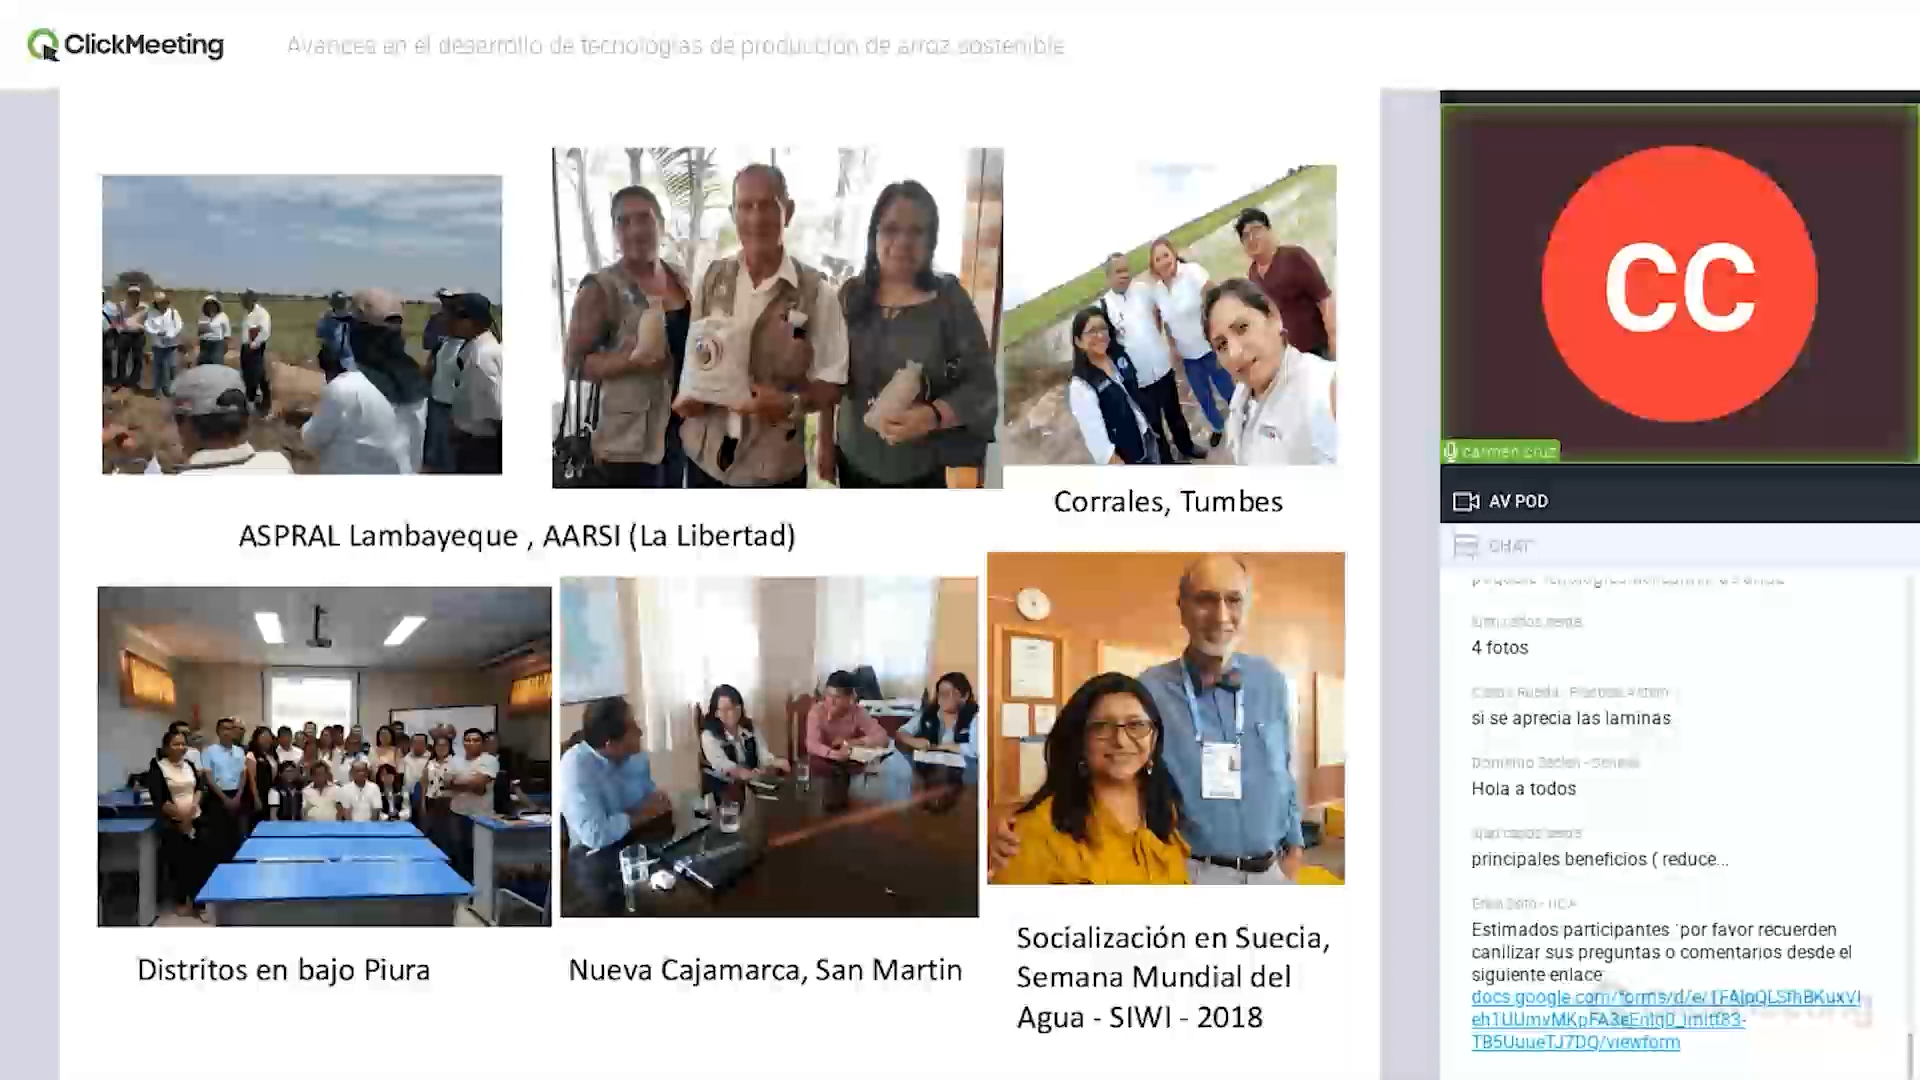 ClickMeeting
Avances en el desarrollo de tecnologías de producción de arroz sostenible
ASPRAL Lambayeque , AARSI (La Libertad)
Corrales, Tumbes
Distritos en bajo Piura
Nueva Cajamarca, San Martin
Socialización en Suecia,
Semana Mundial del
Agua - SIWI - 2018
CC
carmen cruz
AV POD
CHAT
4 fotos
si se aprecia las laminas
Hola a todos
principales beneficios ( reduce...
Estimados participantes 'por favor recuerden
canilizar sus preguntas o comentarios desde el
siguiente enlace
TB5UuueTJ7DQ/viewform